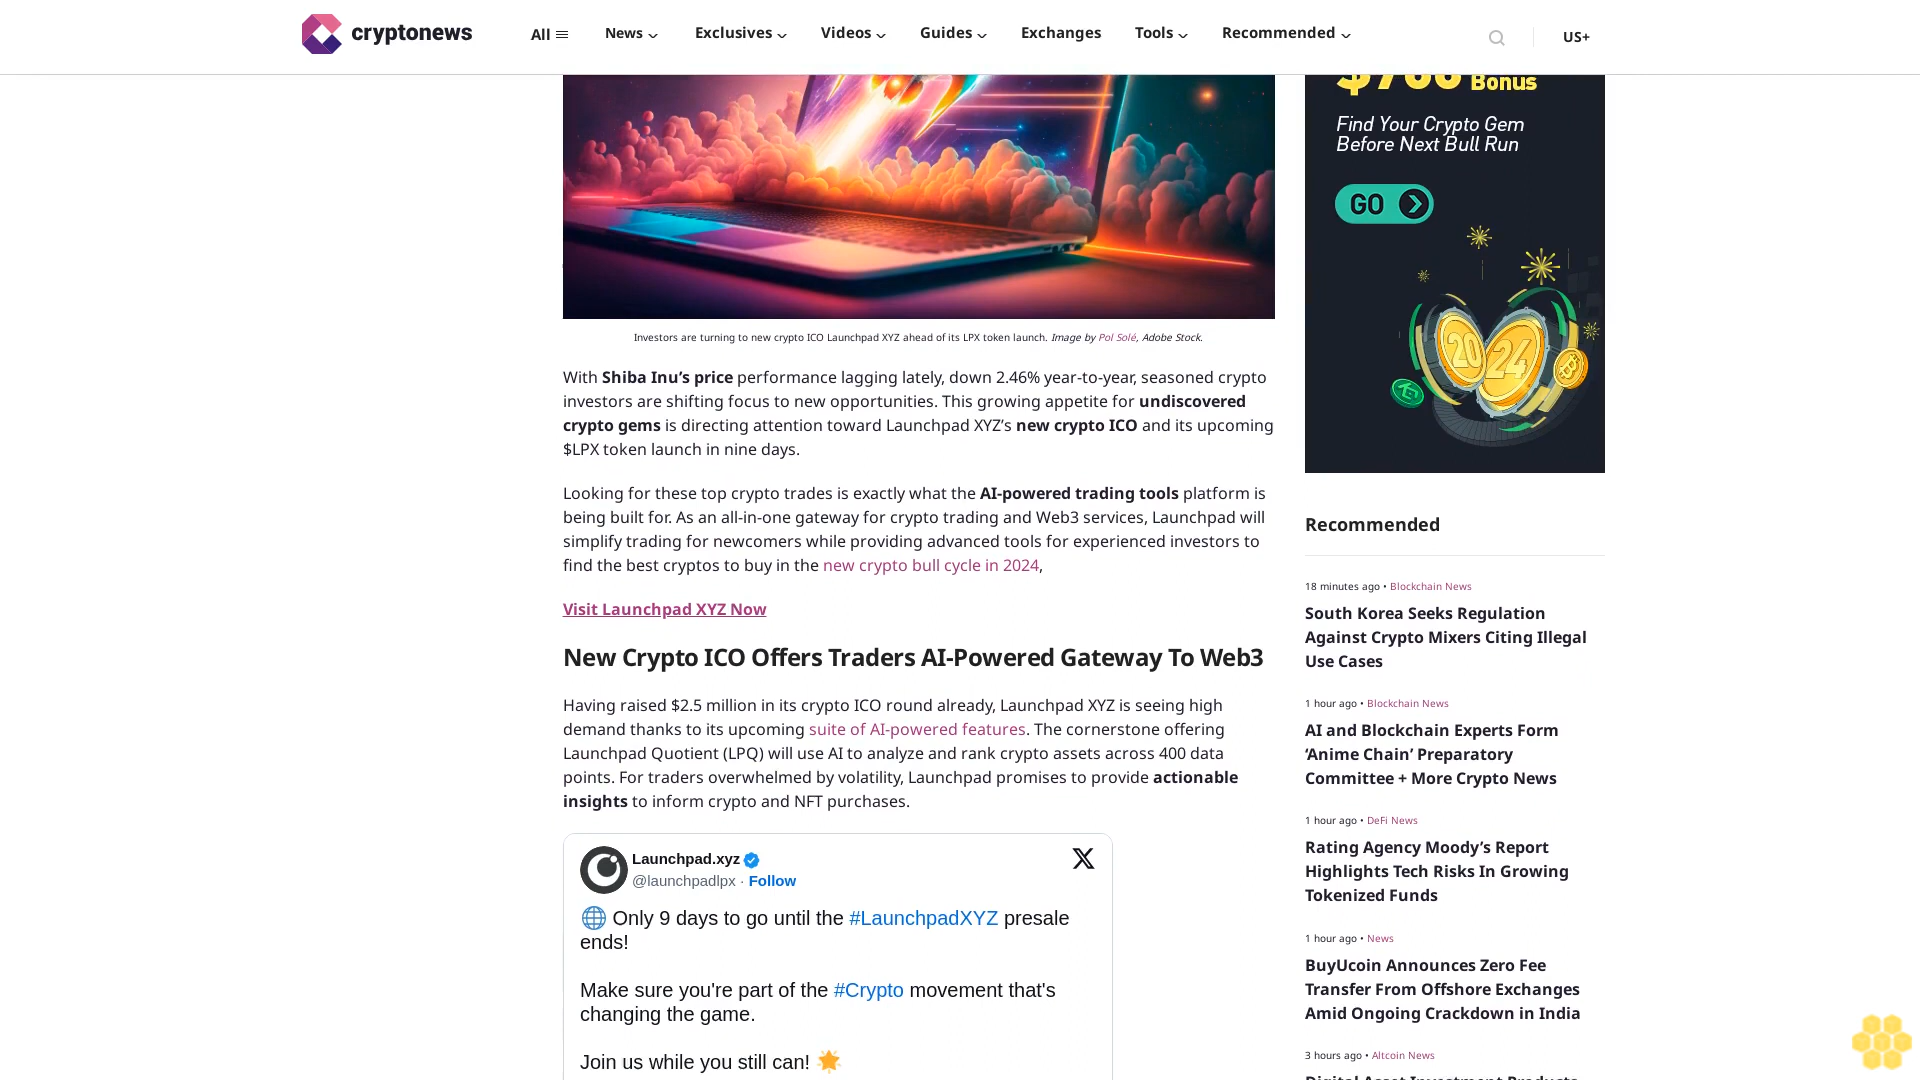 cryptonews
All
News
Exclusives
Videos
Guides
Exchanges
Tools
Recommended
US+
Investors are turning to new crypto ICO Launchpad XYZ ahead of its LPX token launch. Image by Pol Solé, Adobe Stock.
With Shiba Inu’s price performance lagging lately, down 2.46% year-to-year, seasoned crypto
investors are shifting focus to new opportunities. This growing appetite for undiscovered
crypto gems is directing attention toward Launchpad XYZ’s new crypto ICO and its upcoming
$LPX token launch in nine days.
Looking for these top crypto trades is exactly what the AI-powered trading tools platform is
being built for. As an all-in-one gateway for crypto trading and Web3 services, Launchpad will
simplify trading for newcomers while providing advanced tools for experienced investors to
find the best cryptos to buy in the new crypto bull cycle in 2024,
Visit Launchpad XYZ Now
New Crypto ICO Offers Traders AI-Powered Gateway To Web3
Having raised $2.5 million in its crypto ICO round already, Launchpad XYZ is seeing high
demand thanks to its upcoming suite of AI-powered features. The cornerstone offering
Launchpad Quotient (LPQ) will use AI to analyze and rank crypto assets across 400 data
points. For traders overwhelmed by volatility, Launchpad promises to provide actionable
insights to inform crypto and NFT purchases.
Launchpad.xyz
@launchpadlpx · Follow
Only 9 days to go until the #LaunchpadXYZ presale
ends!
Make sure you're part of the #Crypto movement that's
changing the game.
Join us while you still can!
Bonus
Find Your Crypto Gem
Before Next Bull Run
GO
20
24
Recommended
18 minutes ago • Blockchain News
South Korea Seeks Regulation
Against Crypto Mixers Citing Illegal
Use Cases
1 hour ago • Blockchain News
AI and Blockchain Experts Form
‘Anime Chain’ Preparatory
Committee + More Crypto News
1 hour ago • DeFi News
Rating Agency Moody’s Report
Highlights Tech Risks In Growing
Tokenized Funds
1 hour ago • News
BuyUcoin Announces Zero Fee
Transfer From Offshore Exchanges
Amid Ongoing Crackdown in India
3 hours ago • Altcoin News
Digital Asset Investment Products